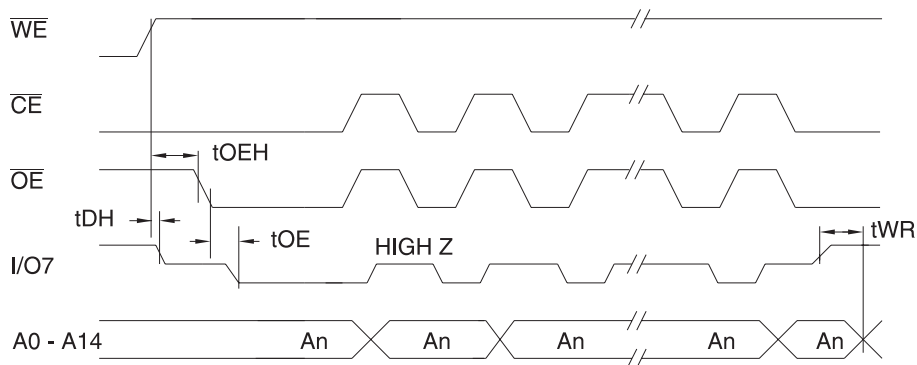 WE
CE
tOEH
OE
tDH
tOE
tWR
HIGH Z
I/O7
A0 - A14
An
An
An
An
An